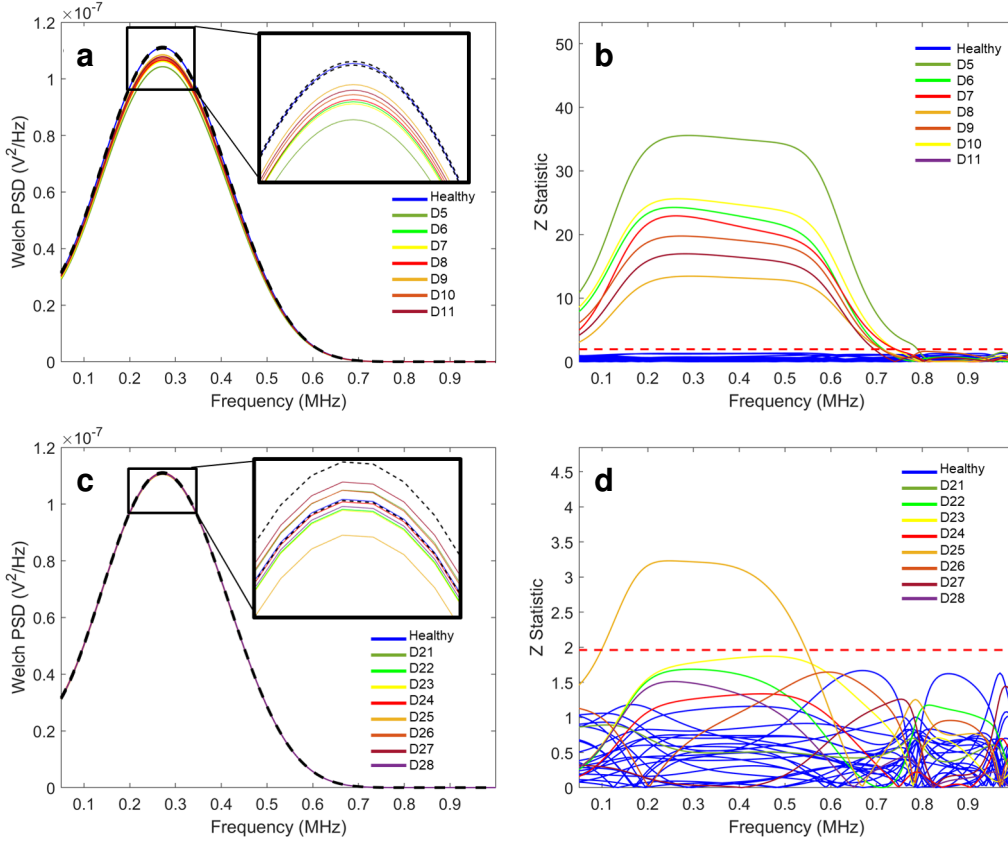 ×10⁻⁷
a
1.2
1
0.8
0.6
0.4
0.2
0
Welch PSD (V²/Hz)
Healthy
D5
D6
D7
D8
D9
D10
D11
0.1 0.2 0.3 0.4 0.5 0.6 0.7 0.8 0.9
Frequency (MHz)
b
50
40
30
20
10
0
Z Statistic
Healthy
D5
D6
D7
D8
D9
D10
D11
0.1 0.2 0.3 0.4 0.5 0.6 0.7 0.8 0.9
Frequency (MHz)
×10⁻⁷
c
1.2
1
0.8
0.6
0.4
0.2
0
Welch PSD (V²/Hz)
Healthy
D21
D22
D23
D24
D25
D26
D27
D28
0.1 0.2 0.3 0.4 0.5 0.6 0.7 0.8 0.9
Frequency (MHz)
d
4.5
4
3.5
3
2.5
2
1.5
1
0.5
0
Z Statistic
Healthy
D21
D22
D23
D24
D25
D26
D27
D28
0.1 0.2 0.3 0.4 0.5 0.6 0.7 0.8 0.9
Frequency (MHz)